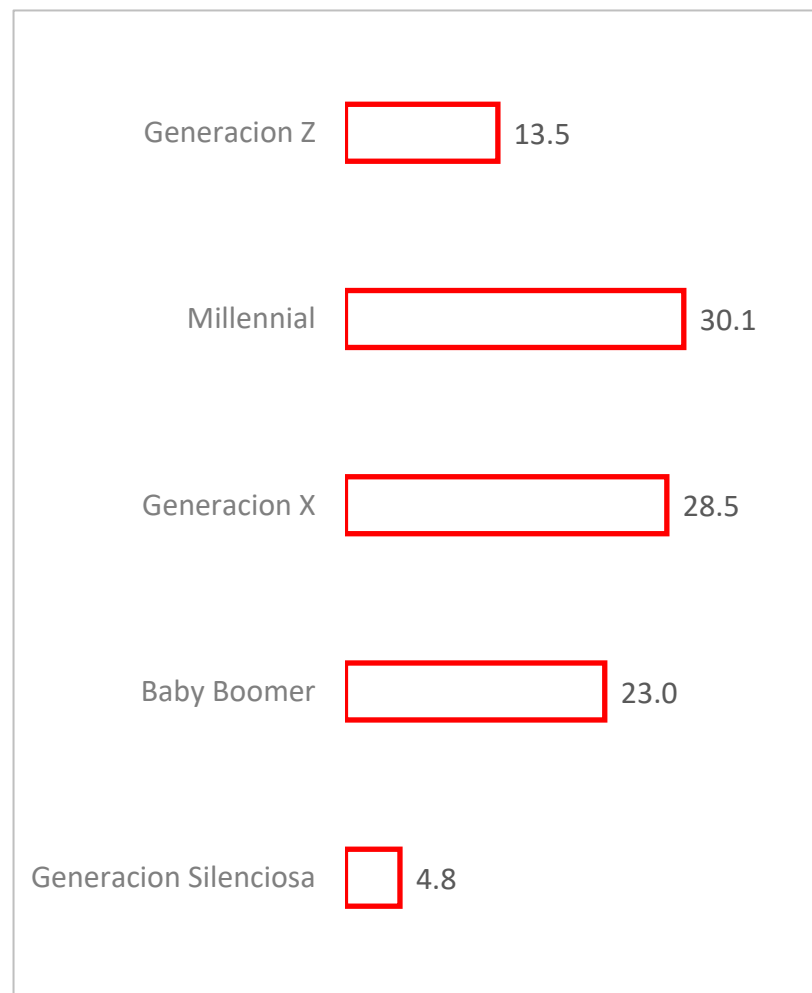 Generacion Z 13.5
Millennial 30.1
Generacion X 28.5
Baby Boomer 23.0
Generacion Silenciosa 4.8